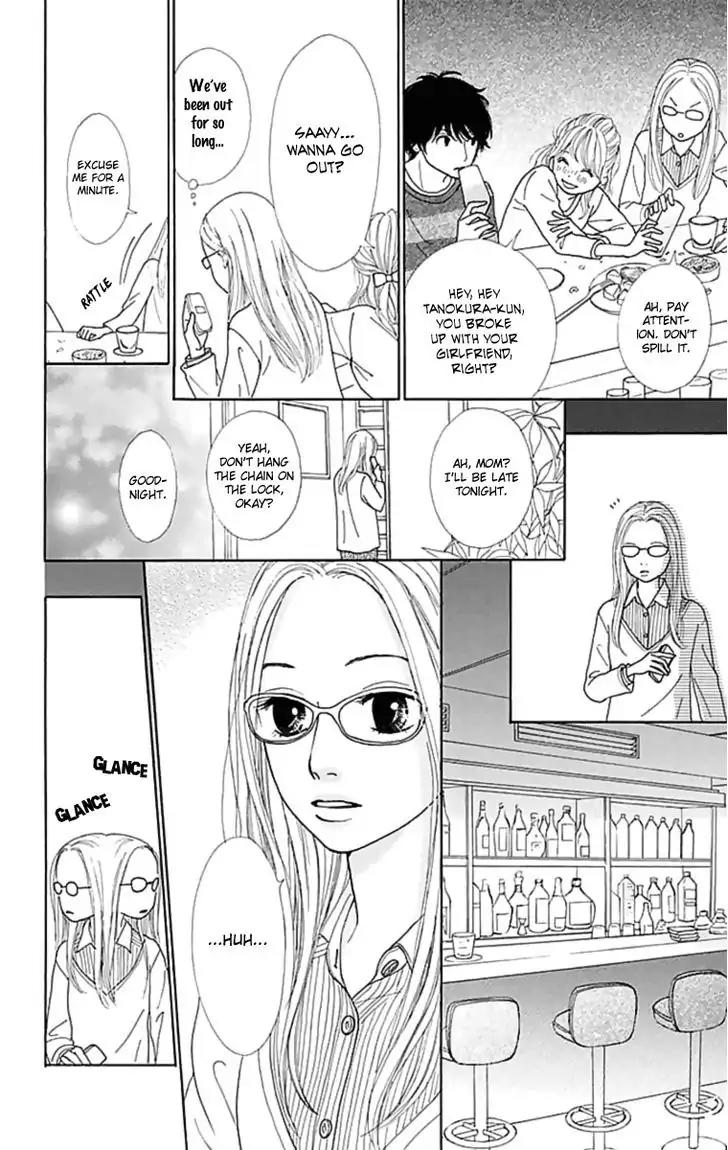 AH, PAY
ATTENT-
ION. DON'T
SPILL IT.
HEY, HEY
TANOKURA-KUN,
YOU BROKE
UP WITH YOUR
GIRLFRIEND,
RIGHT?
SAAYY...
WANNA GO
OUT?
We've
been out
for so
long...
EXCUSE
ME FOR A
MINUTE.
RATTLE
AH, MOM?
I'LL BE LATE
TONIGHT.
YEAH,
DON'T HANG
THE CHAIN ON
THE LOCK,
OKAY?
GOOD-
NIGHT.
...HUH...
GLANCE
GLANCE